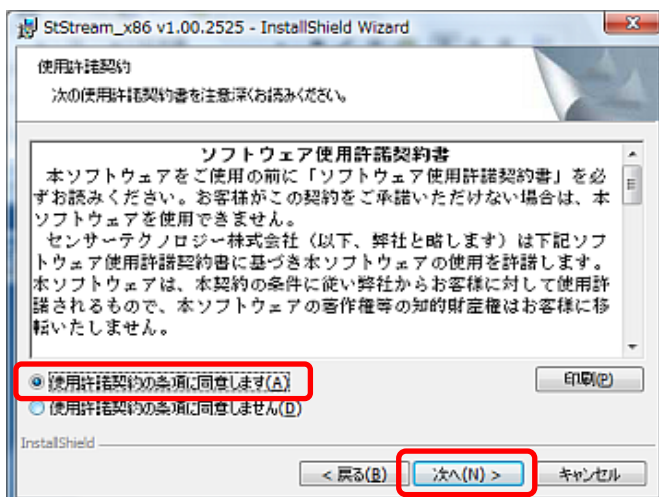 StStream_x86 v1.00.2525 - InstallShield Wizard
使用許諾契約
次の使用許諾契約書を注意深くお読みください。
ソフトウェア使用許諾契約書
本ソフトウェアをご使用の前に「ソフトウェア使用許諾契約書」を必
ずお読みください。お客様がこの契約をご承諾いただけない場合は、本
ソフトウェアを使用できません。
センサーテクノロジー株式会社（以下、弊社と略します）は下記ソフ
トウェア使用許諾契約書に基づき本ソフトウェアの使用を許諾します。
本ソフトウェアは、本契約の条件に従い弊社からお客様に対して使用許
諾されるもので、本ソフトウェアの著作権等の知的財産権はお客様に移
転いたしません。
使用許諾契約の条項に同意します(A)
印刷(P)
使用許諾契約の条項に同意しません(D)
InstallShield
< 戻る(B)
次へ(N) >
キャンセル